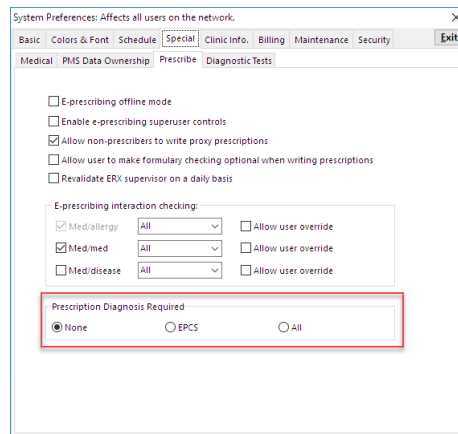 System Preferences: Affects all users on the network.
Basic Colors & Font Schedule Special Clinic Info. Billing Maintenance Security Exit
Medical PMS Data Ownership Prescribe Diagnostic Tests
E-prescribing offline mode
Enable e-prescribing superuser controls
Allow non-prescribers to write proxy prescriptions
Allow user to make formulary checking optional when writing prescriptions
Revalidate ERX supervisor on a daily basis
E-prescribing interaction checking:
Med/allergy All Allow user override
Med/med All Allow user override
Med/disease All Allow user override
Prescription Diagnosis Required
None EPCS All